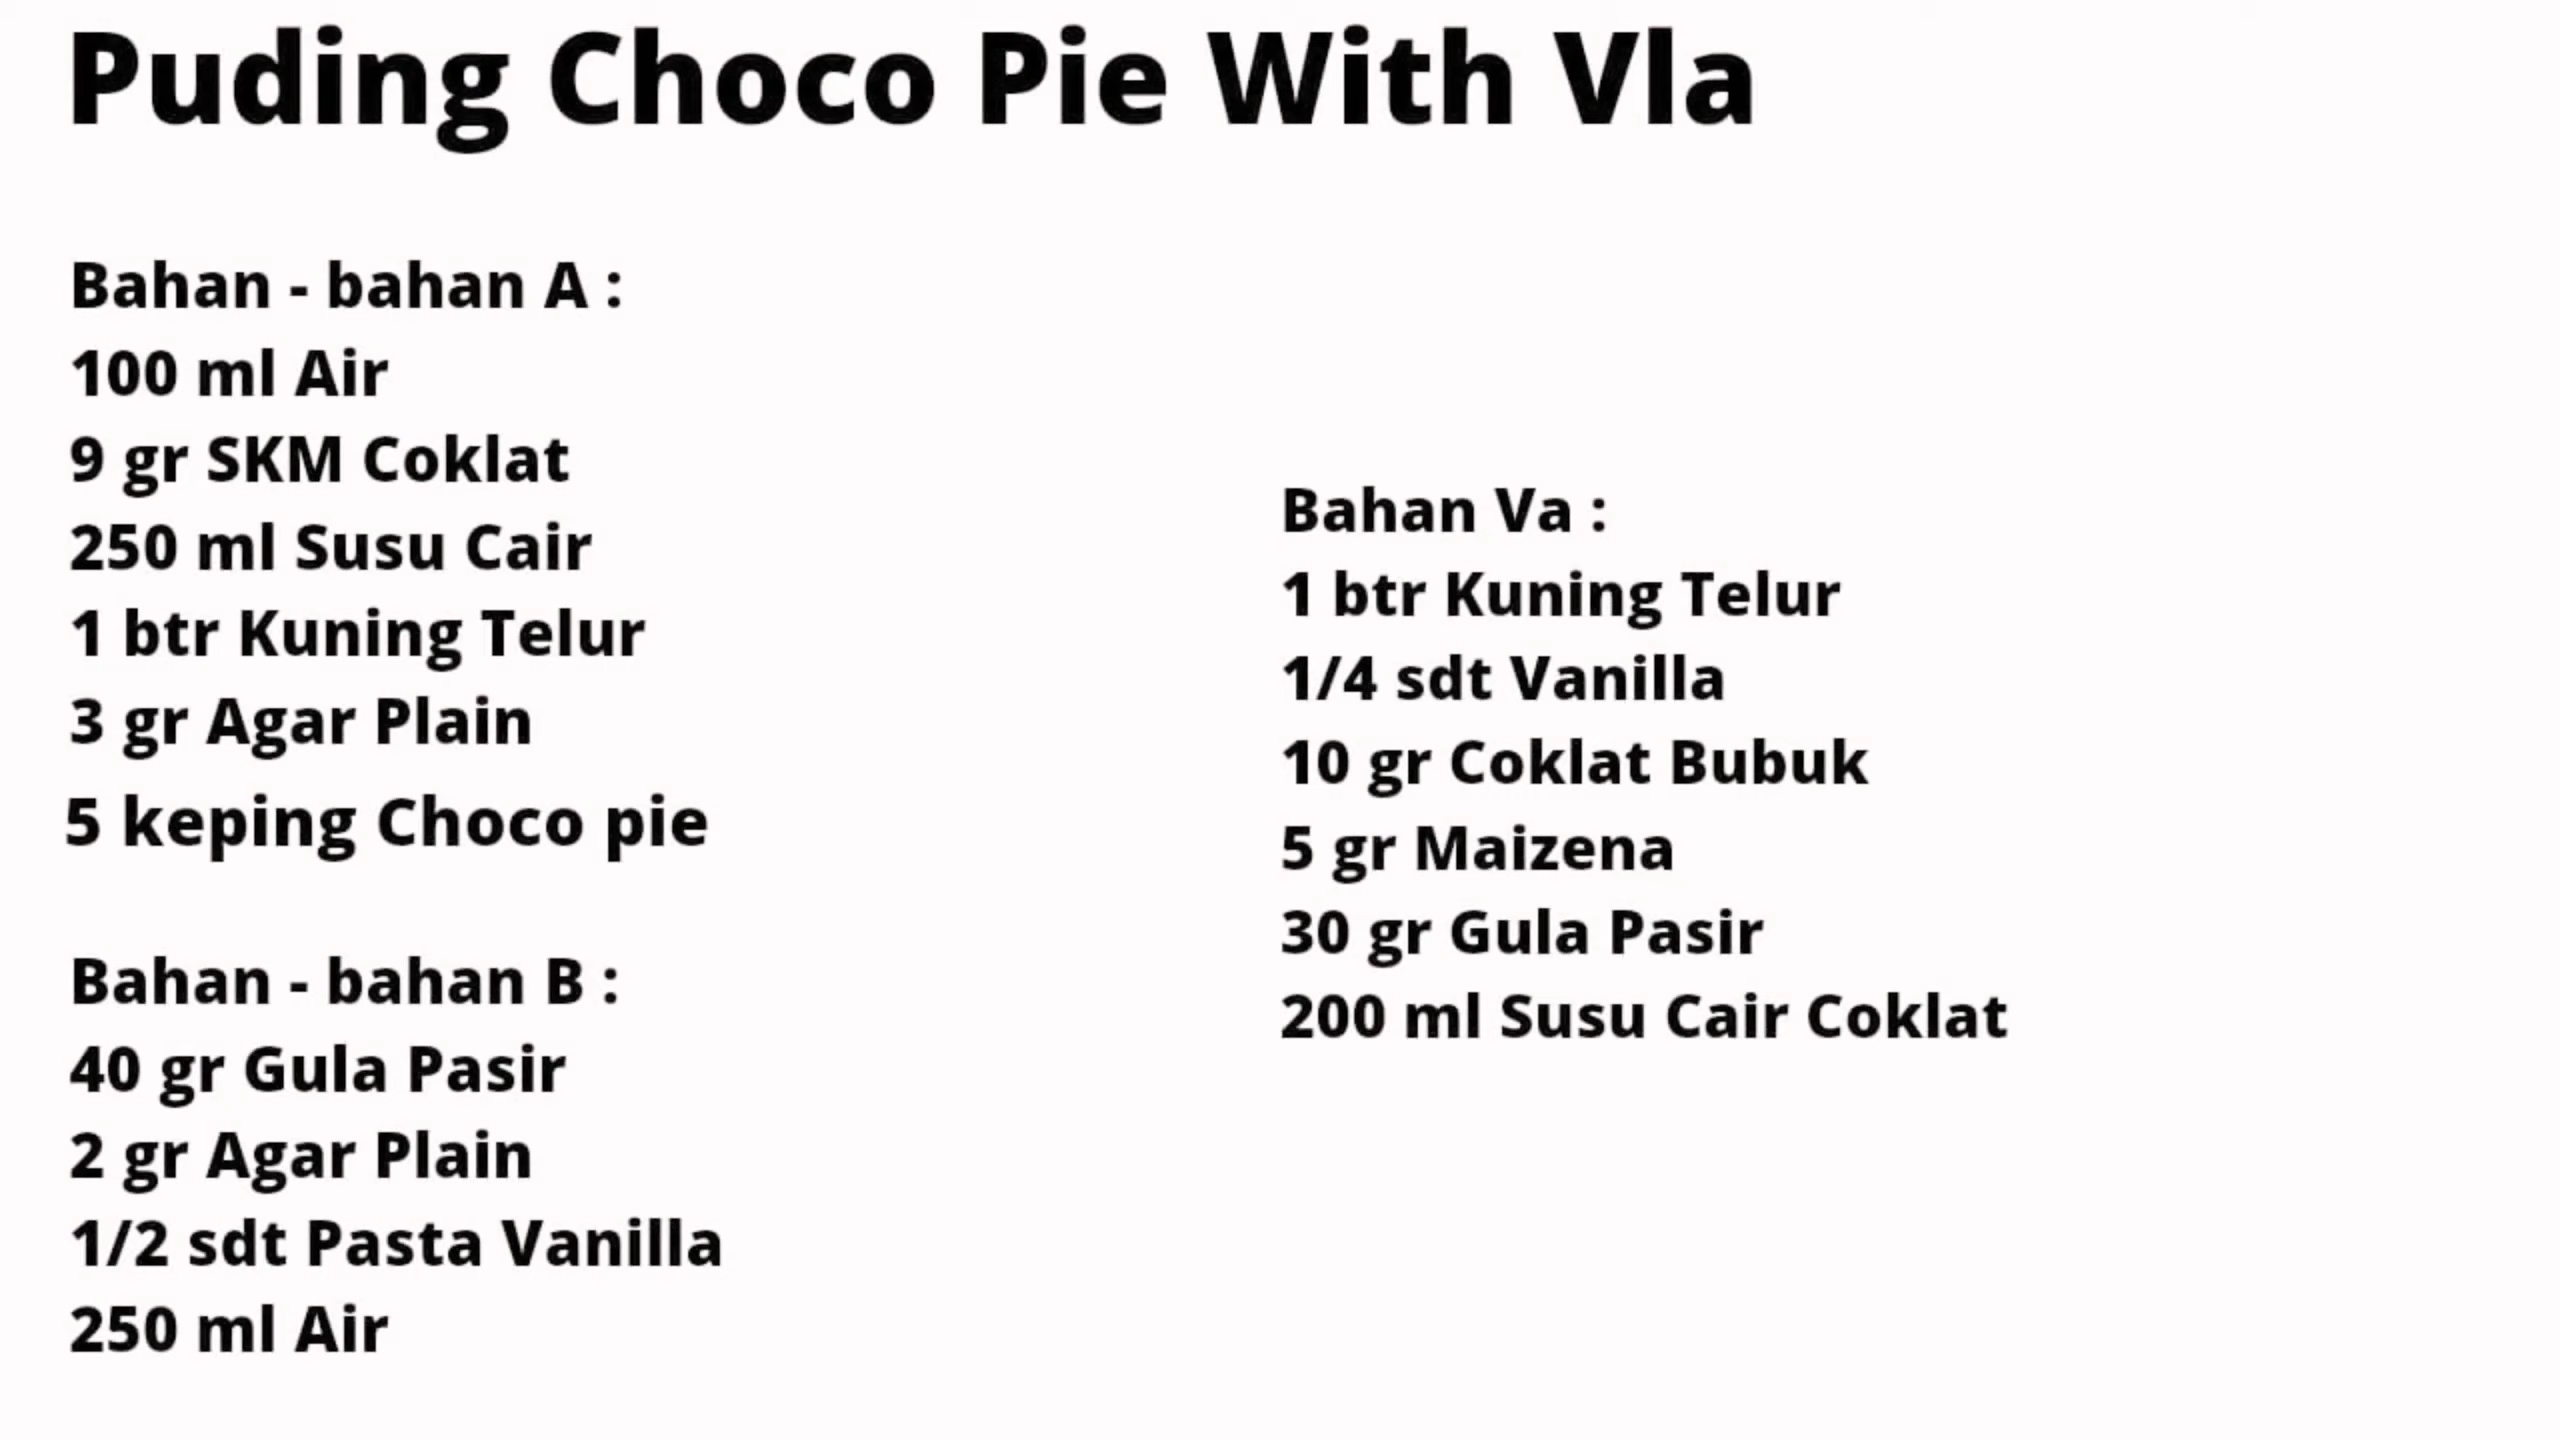 Puding Choco Pie With Vla
Bahan - bahan A :
100 ml Air
9 gr SKM Coklat
250 ml Susu Cair
1 btr Kuning Telur
3 gr Agar Plain
5 keping Choco pie
Bahan - bahan B :
40 gr Gula Pasir
2 gr Agar Plain
1/2 sdt Pasta Vanilla
250 ml Air
Bahan Va :
1 btr Kuning Telur
1/4 sdt Vanilla
10 gr Coklat Bubuk
5 gr Maizena
30 gr Gula Pasir
200 ml Susu Cair Coklat